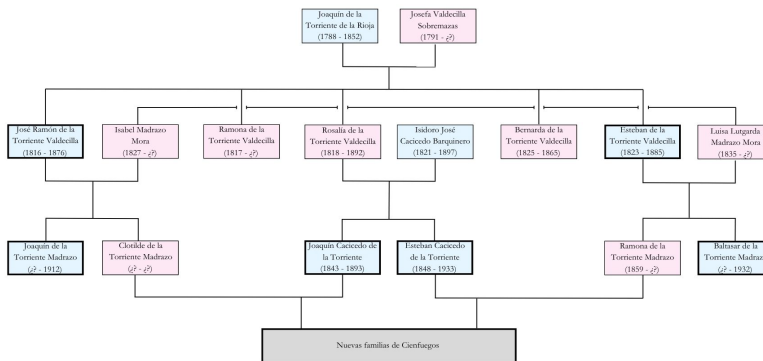 Joaquín de la
Torriente de la Rioja
(1788 - 1852)
Josefa Valdecilla
Sobremazas
(1791 - ¿?)
José Ramón de la
Torriente Valdecilla
(1816 - 1876)
Isabel Madrazo
Mora
(1827 - ¿?)
Ramona de la
Torriente Valdecilla
(1817 - ¿?)
Rosalía de la
Torriente Valdecilla
(1818 - 1892)
Isidoro José
Cacicedo Barquinero
(1821 - 1897)
Bernarda de la
Torriente Valdecilla
(1825 - 1865)
Esteban de la
Torriente Valdecilla
(1823 - 1885)
Luisa Lutgarda
Madrazo Mora
(1835 - ¿?)
Joaquín de la
Torriente Madrazo
(¿? - 1912)
Clotilde de la
Torriente Madrazo
(¿? - ¿?)
Joaquín Cacicedo de
la Torriente
(1843 - 1893)
Esteban Cacicedo
de la Torriente
(1848 - 1933)
Ramona de la
Torriente Madrazo
(1859 - ¿?)
Baltasar de la
Torriente Madrazo
(¿? - 1932)
Nuevas familias de Cienfuegos